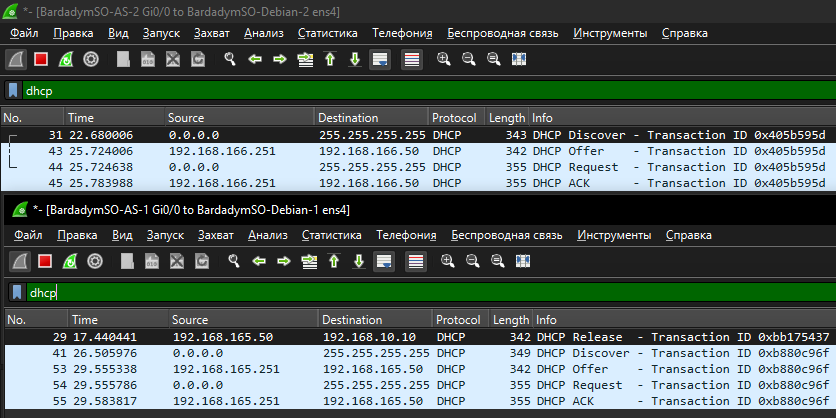 *- [BardadymSO-AS-2 Gi0/0 to BardadymSO-Debian-2 ens4]
Файл Правка Вид Запуск Захват Анализ Статистика Телефония Беспроводная связь Инструменты Справка
dhcp
No. Time Source Destination Protocol Length Info
31 22.680006 0.0.0.0 255.255.255.255 DHCP 343 DHCP Discover - Transaction ID 0x405b595d
43 25.724006 192.168.166.251 192.168.166.50 DHCP 342 DHCP Offer - Transaction ID 0x405b595d
44 25.724638 0.0.0.0 255.255.255.255 DHCP 355 DHCP Request - Transaction ID 0x405b595d
45 25.783988 192.168.166.251 192.168.166.50 DHCP 355 DHCP ACK - Transaction ID 0x405b595d
*- [BardadymSO-AS-1 Gi0/0 to BardadymSO-Debian-1 ens4]
Файл Правка Вид Запуск Захват Анализ Статистика Телефония Беспроводная связь Инструменты Справка
dhcp
No. Time Source Destination Protocol Length Info
29 17.440441 192.168.165.50 192.168.10.10 DHCP 342 DHCP Release - Transaction ID 0xbb175437
41 26.505976 0.0.0.0 255.255.255.255 DHCP 349 DHCP Discover - Transaction ID 0xb880c96f
53 29.555338 192.168.165.251 192.168.165.50 DHCP 342 DHCP Offer - Transaction ID 0xb880c96f
54 29.555786 0.0.0.0 255.255.255.255 DHCP 355 DHCP Request - Transaction ID 0xb880c96f
55 29.583817 192.168.165.251 192.168.165.50 DHCP 355 DHCP ACK - Transaction ID 0xb880c96f